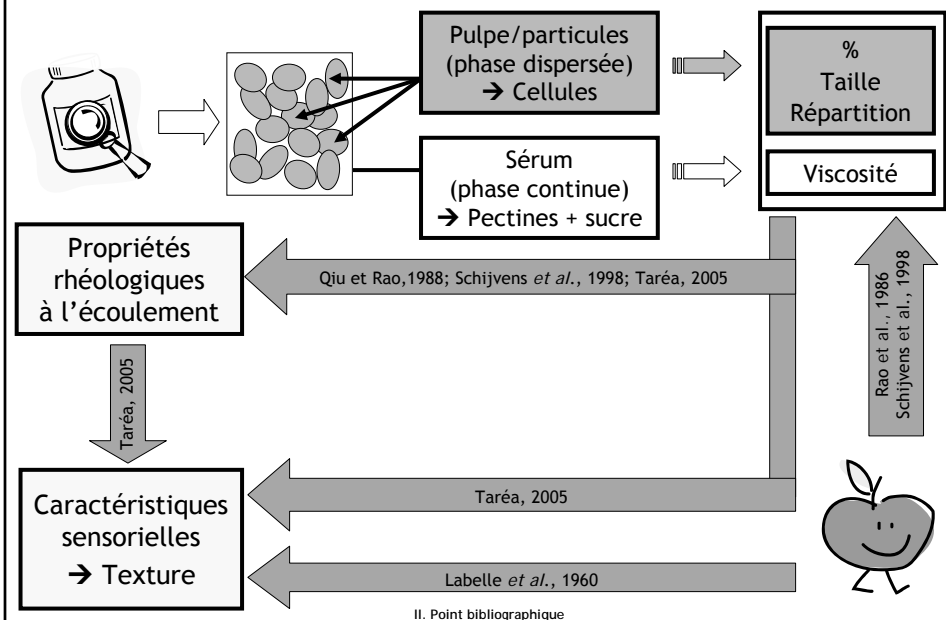 Pulpe/particules
(phase dispersée)
→ Cellules
%
Taille
Répartition
Sérum
(phase continue)
→ Pectines + sucre
Viscosité
Propriétés
rhéologiques
à l’écoulement
Qiu et Rao,1988; Schijvens et al., 1998; Taréa, 2005
Rao et al., 1986
Schijvens et al., 1998
Taréa, 2005
Caractéristiques
sensorielles
→ Texture
Taréa, 2005
Labelle et al., 1960
II. Point bibliographique